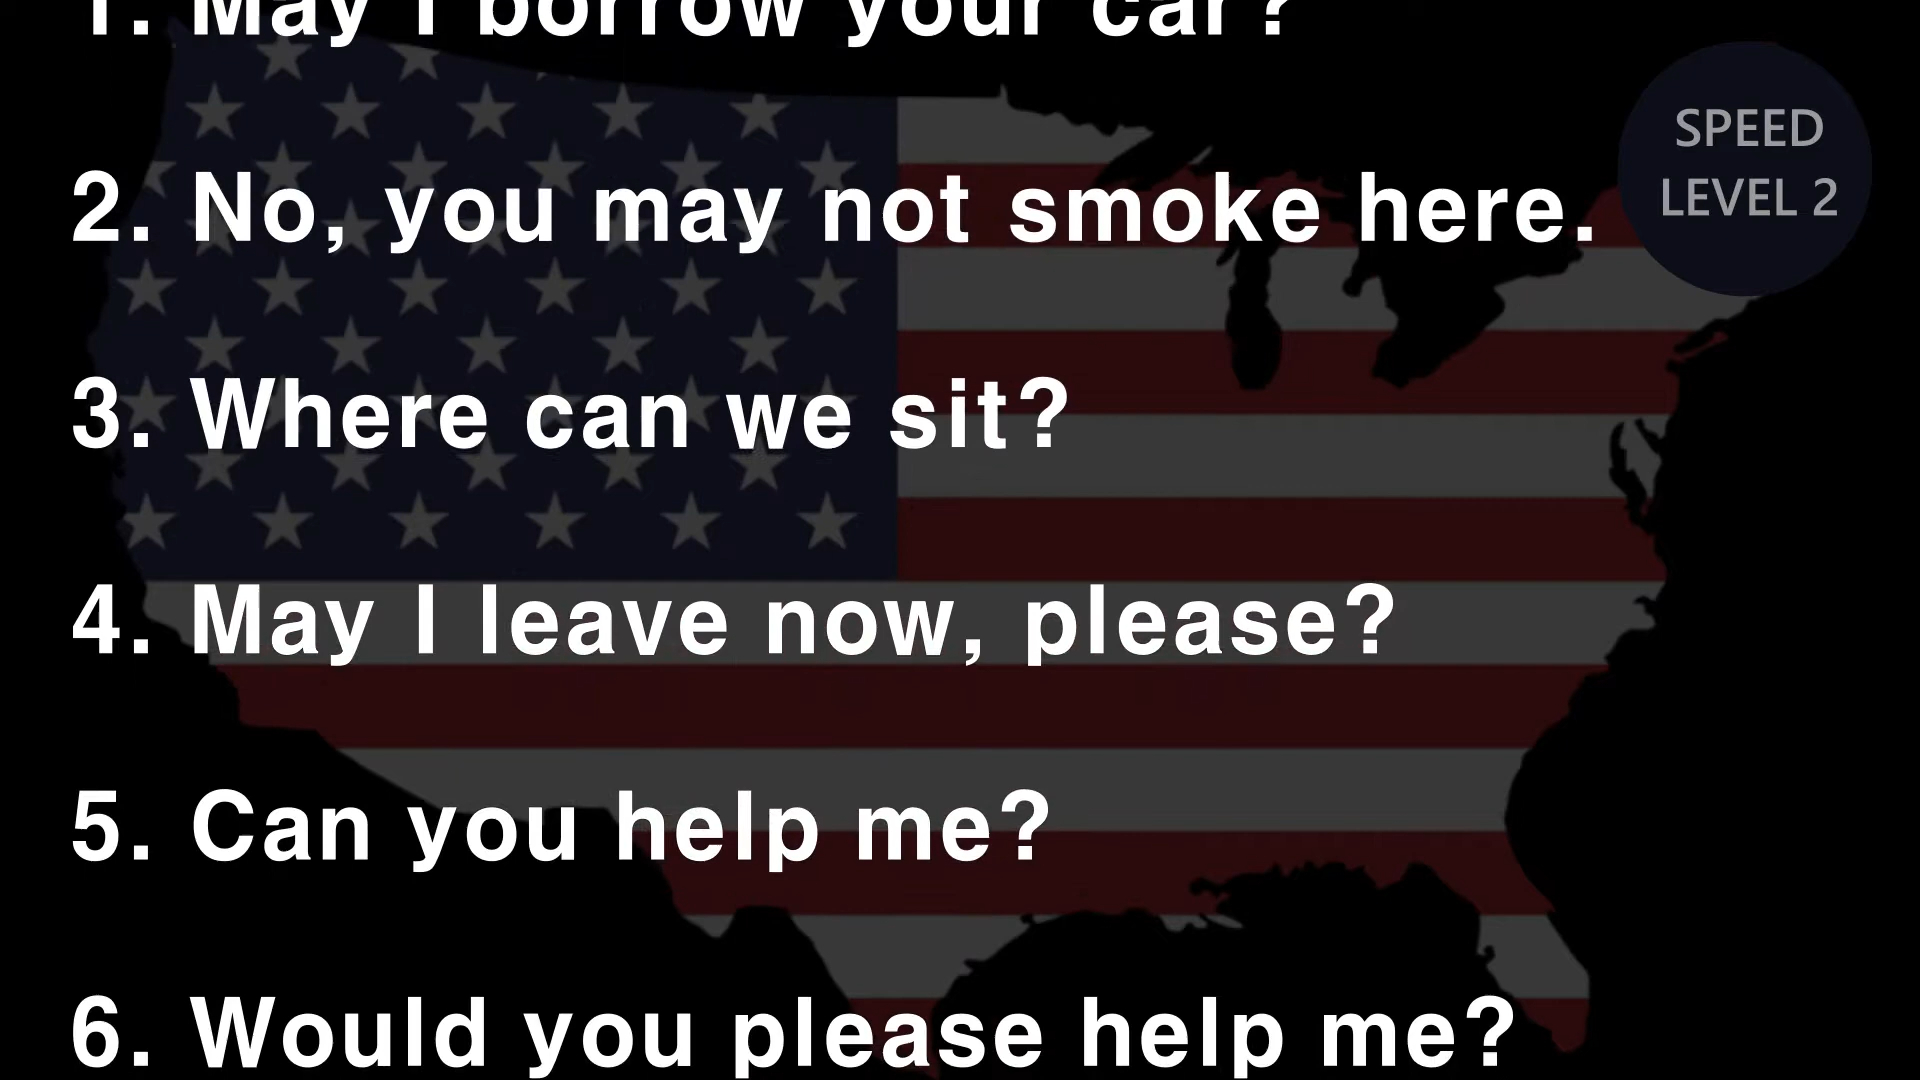 1. May I borrow your car?
SPEED
LEVEL 2
2. No, you may not smoke here.
3. Where can we sit?
4. May I leave now, please?
5. Can you help me?
6. Would you please help me?